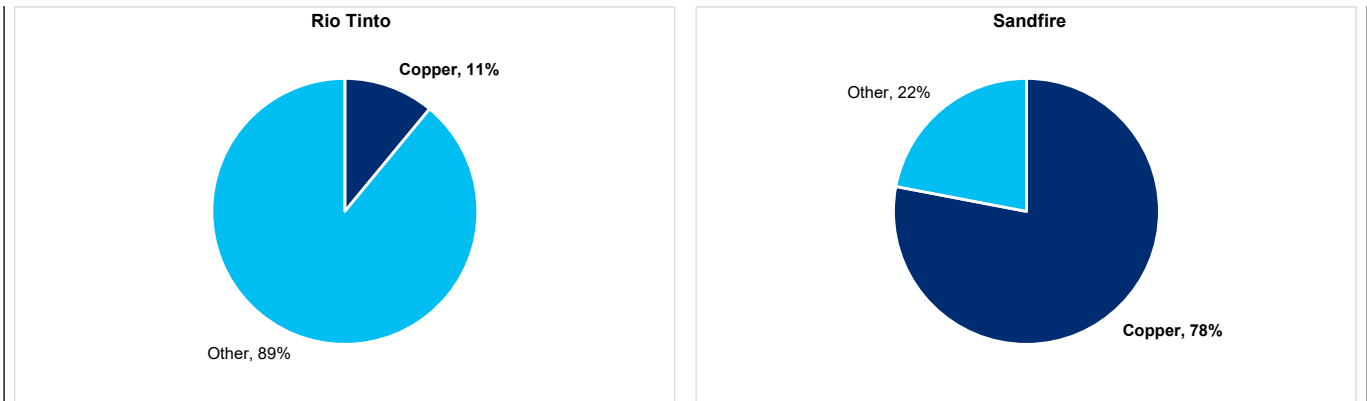 Rio Tinto
Copper, 11%
Other, 89%
Sandfire
Other, 22%
Copper, 78%